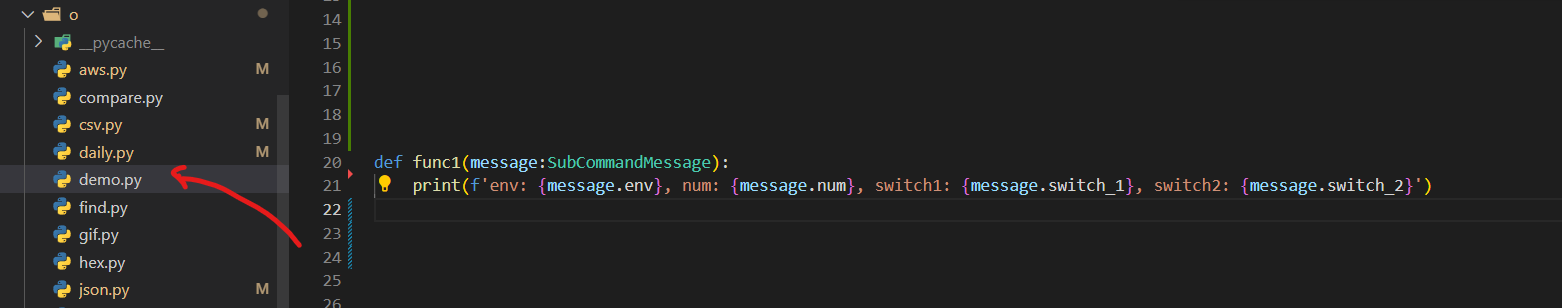 o
__pycache__
aws.py M
compare.py
csv.py M
daily.py M
demo.py
find.py
gif.py
hex.py
json.py M
14
15
16
17
18
19
20 def func1(message:SubCommandMessage):
21 print(f'env: {message.env}, num: {message.num}, switch1: {message.switch_1}, switch2: {message.switch_2}')
22
23
24
25
26